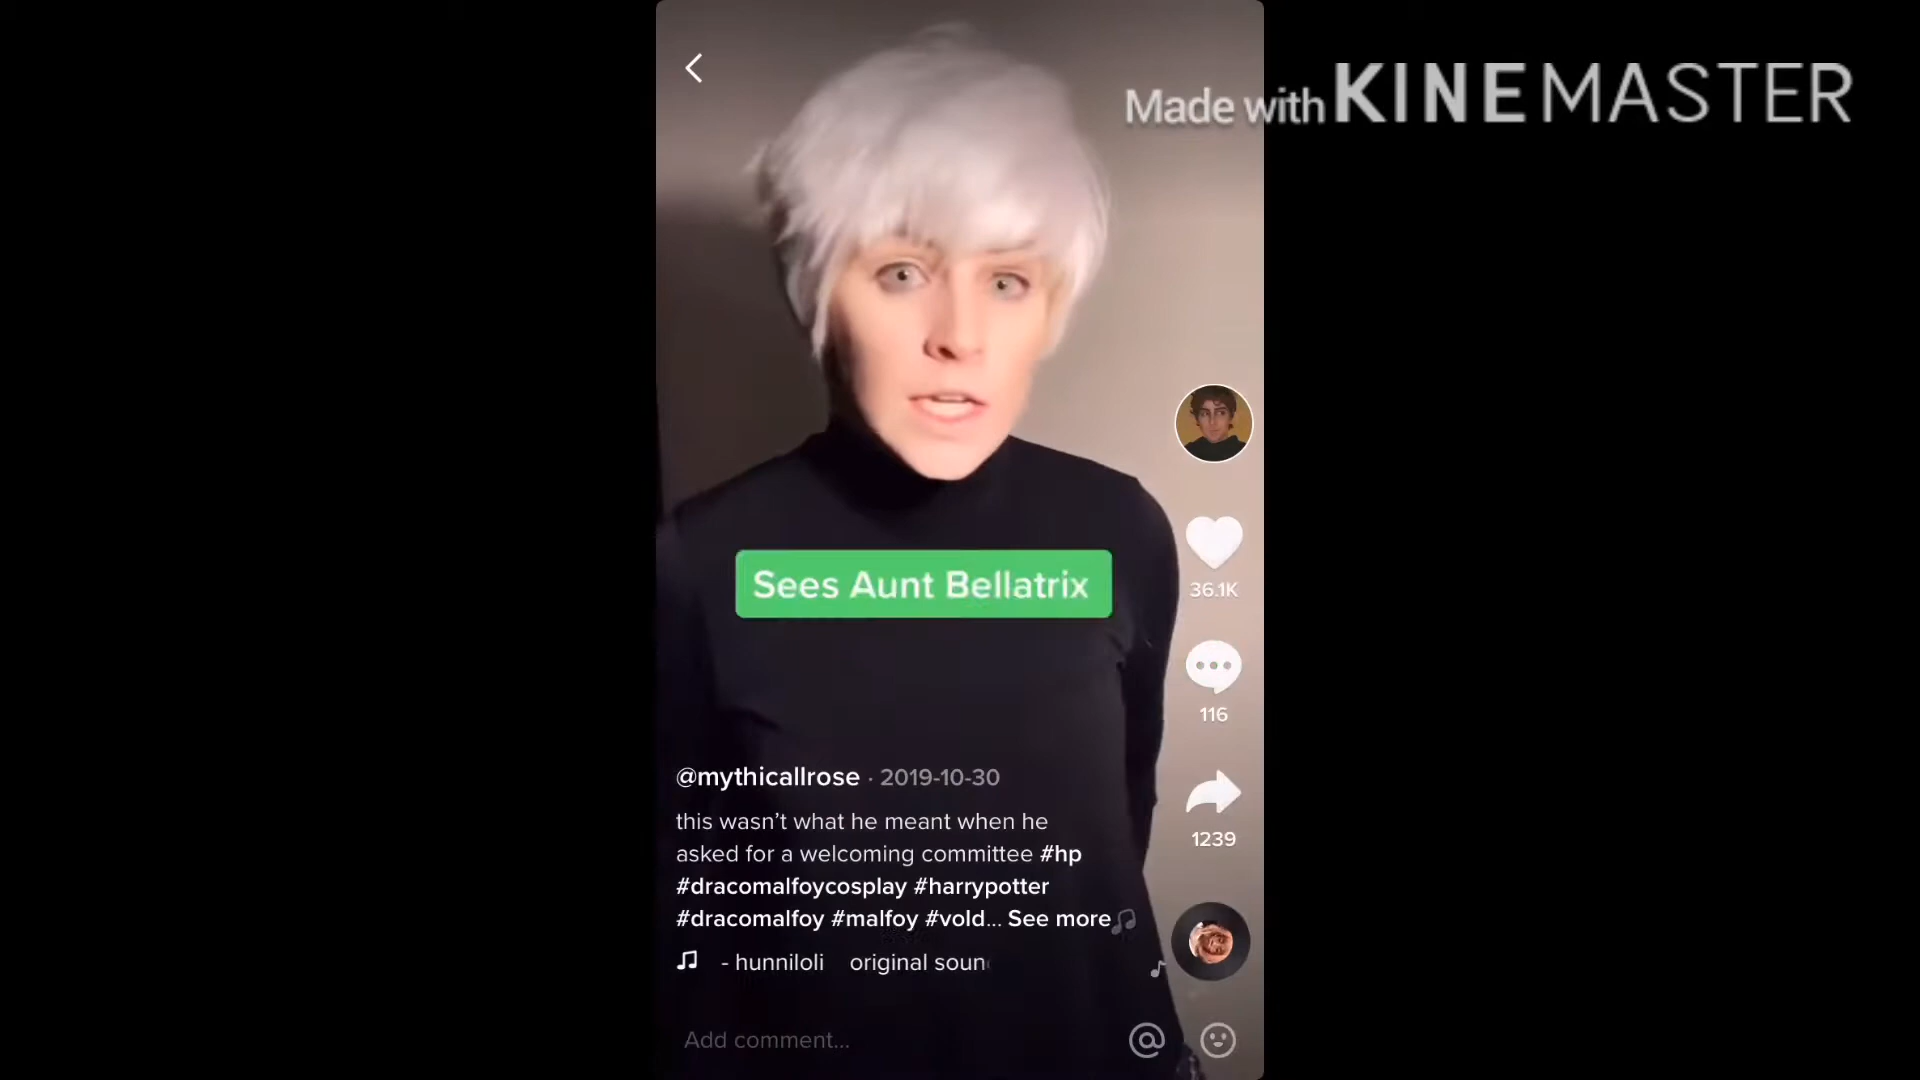 Made with KINEMASTER
Sees Aunt Bellatrix
36.1K
116
1239
@mythicallrose · 2019-10-30
this wasn’t what he meant when he
asked for a welcoming committee #hp
#dracomalfoycosplay #harrypotter
#dracomalfoy #malfoy #vold... See more
- hunniloli original soun
Add comment...